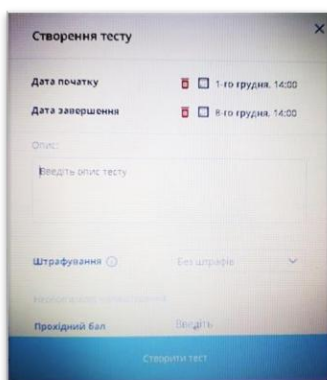 Створення тесту
Дата початку 1-го грудня, 14:00
Дата завершення 8-го грудня, 14:00
Опис:
Введіть опис тесту
Штрафування Без штрафів
Прохідний бал Введіть
Створити тест